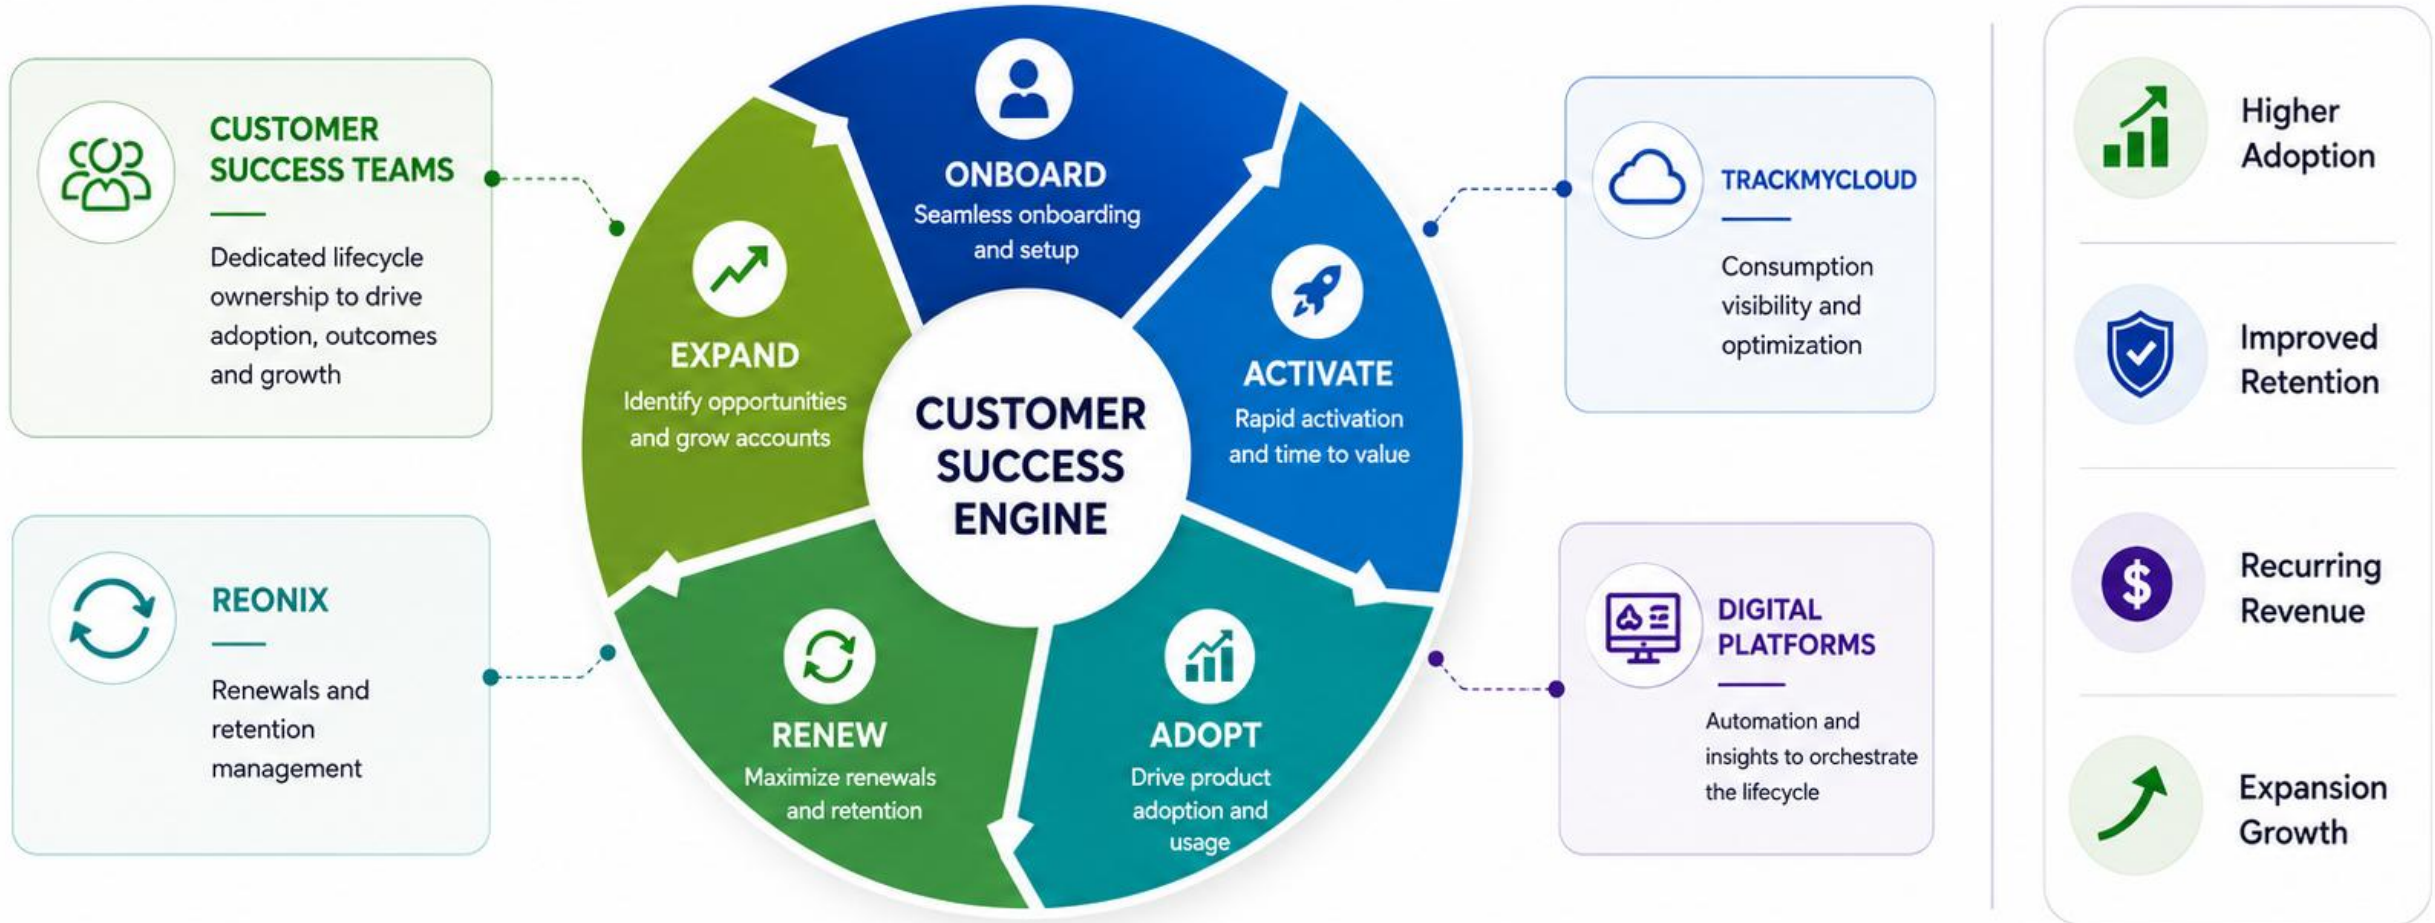 CUSTOMER
SUCCESS TEAMS
Dedicated lifecycle
ownership to drive
adoption, outcomes
and growth
REONIX
Renewals and
retention
management
ONBOARD
Seamless onboarding
and setup
ACTIVATE
Rapid activation
and time to value
ADOPT
Drive product
adoption and
usage
RENEW
Maximize renewals
and retention
EXPAND
Identify opportunities
and grow accounts
CUSTOMER
SUCCESS
ENGINE
TRACKMYCLOUD
Consumption
visibility and
optimization
DIGITAL
PLATFORMS
Automation and
insights to orchestrate
the lifecycle
Higher
Adoption
Improved
Retention
$
Recurring
Revenue
Expansion
Growth